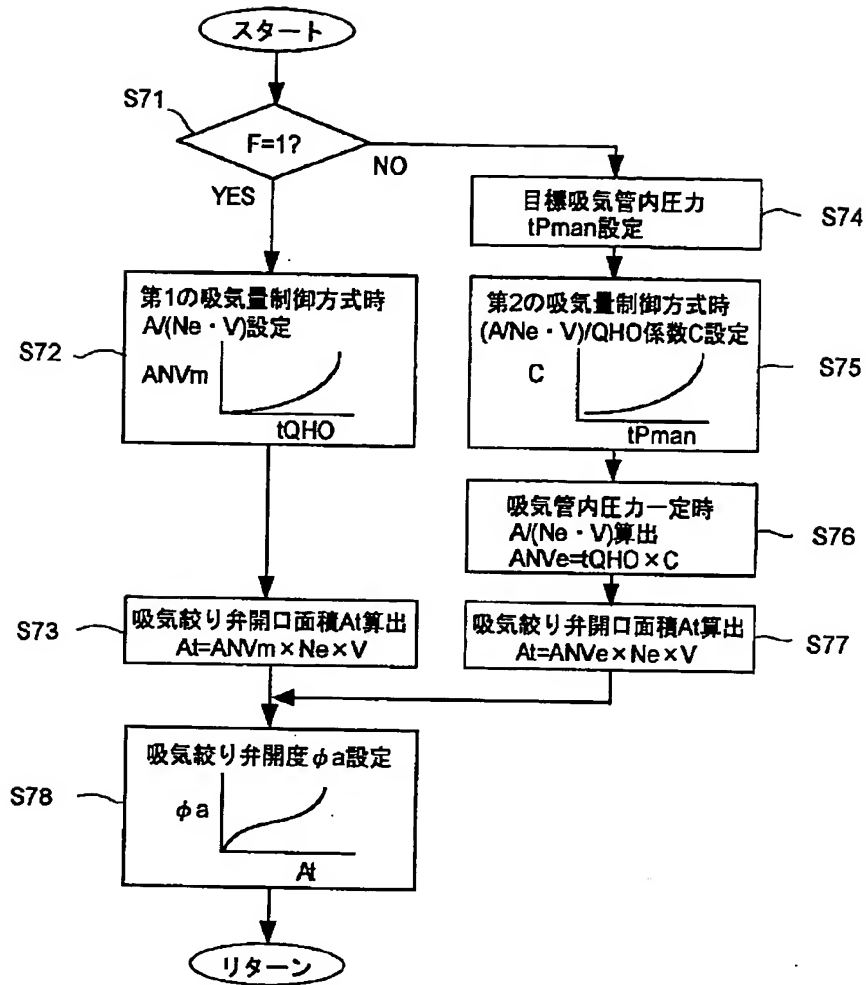 スタート
S71
F=1?
YES
NO
目標吸気管内圧力
tPman設定
S74
第1の吸気量制御方式時
A/(Ne・V)設定
S72
ANVm
tQHO
第2の吸気量制御方式時
(A/Ne・V)/QHO係数C設定
S75
C
tPman
吸気管内圧力一定時
A/(Ne・V)算出
ANVe=tQHO×C
S76
S73
吸気絞り弁開口面積At算出
At=ANVm×Ne×V
吸気絞り弁開口面積At算出
At=ANVe×Ne×V
S77
吸気絞り弁開度φa設定
S78
φa
At
リターン